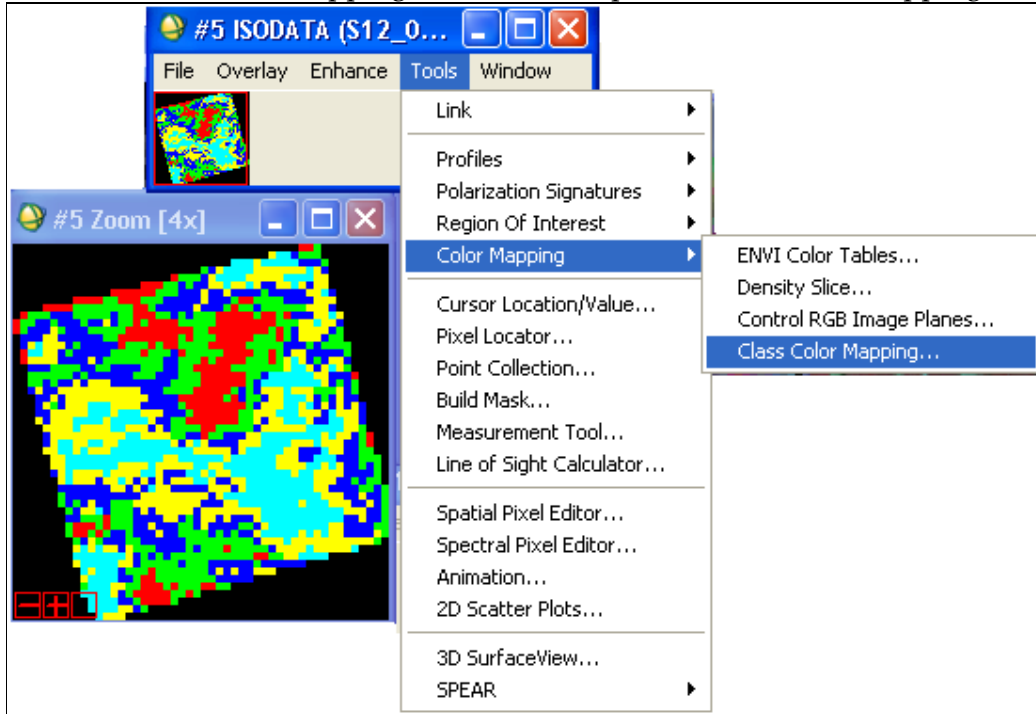 #5 ISODATA (S12_0...
File Overlay Enhance Tools Window
Link
Profiles
Polarization Signatures
Region Of Interest
Color Mapping
Cursor Location/Value...
Pixel Locator...
Point Collection...
Build Mask...
Measurement Tool...
Line of Sight Calculator...
Spatial Pixel Editor...
Spectral Pixel Editor...
Animation...
2D Scatter Plots...
3D SurfaceView...
SPEAR
ENVI Color Tables...
Density Slice...
Control RGB Image Planes...
Class Color Mapping...
#5 Zoom [4x]